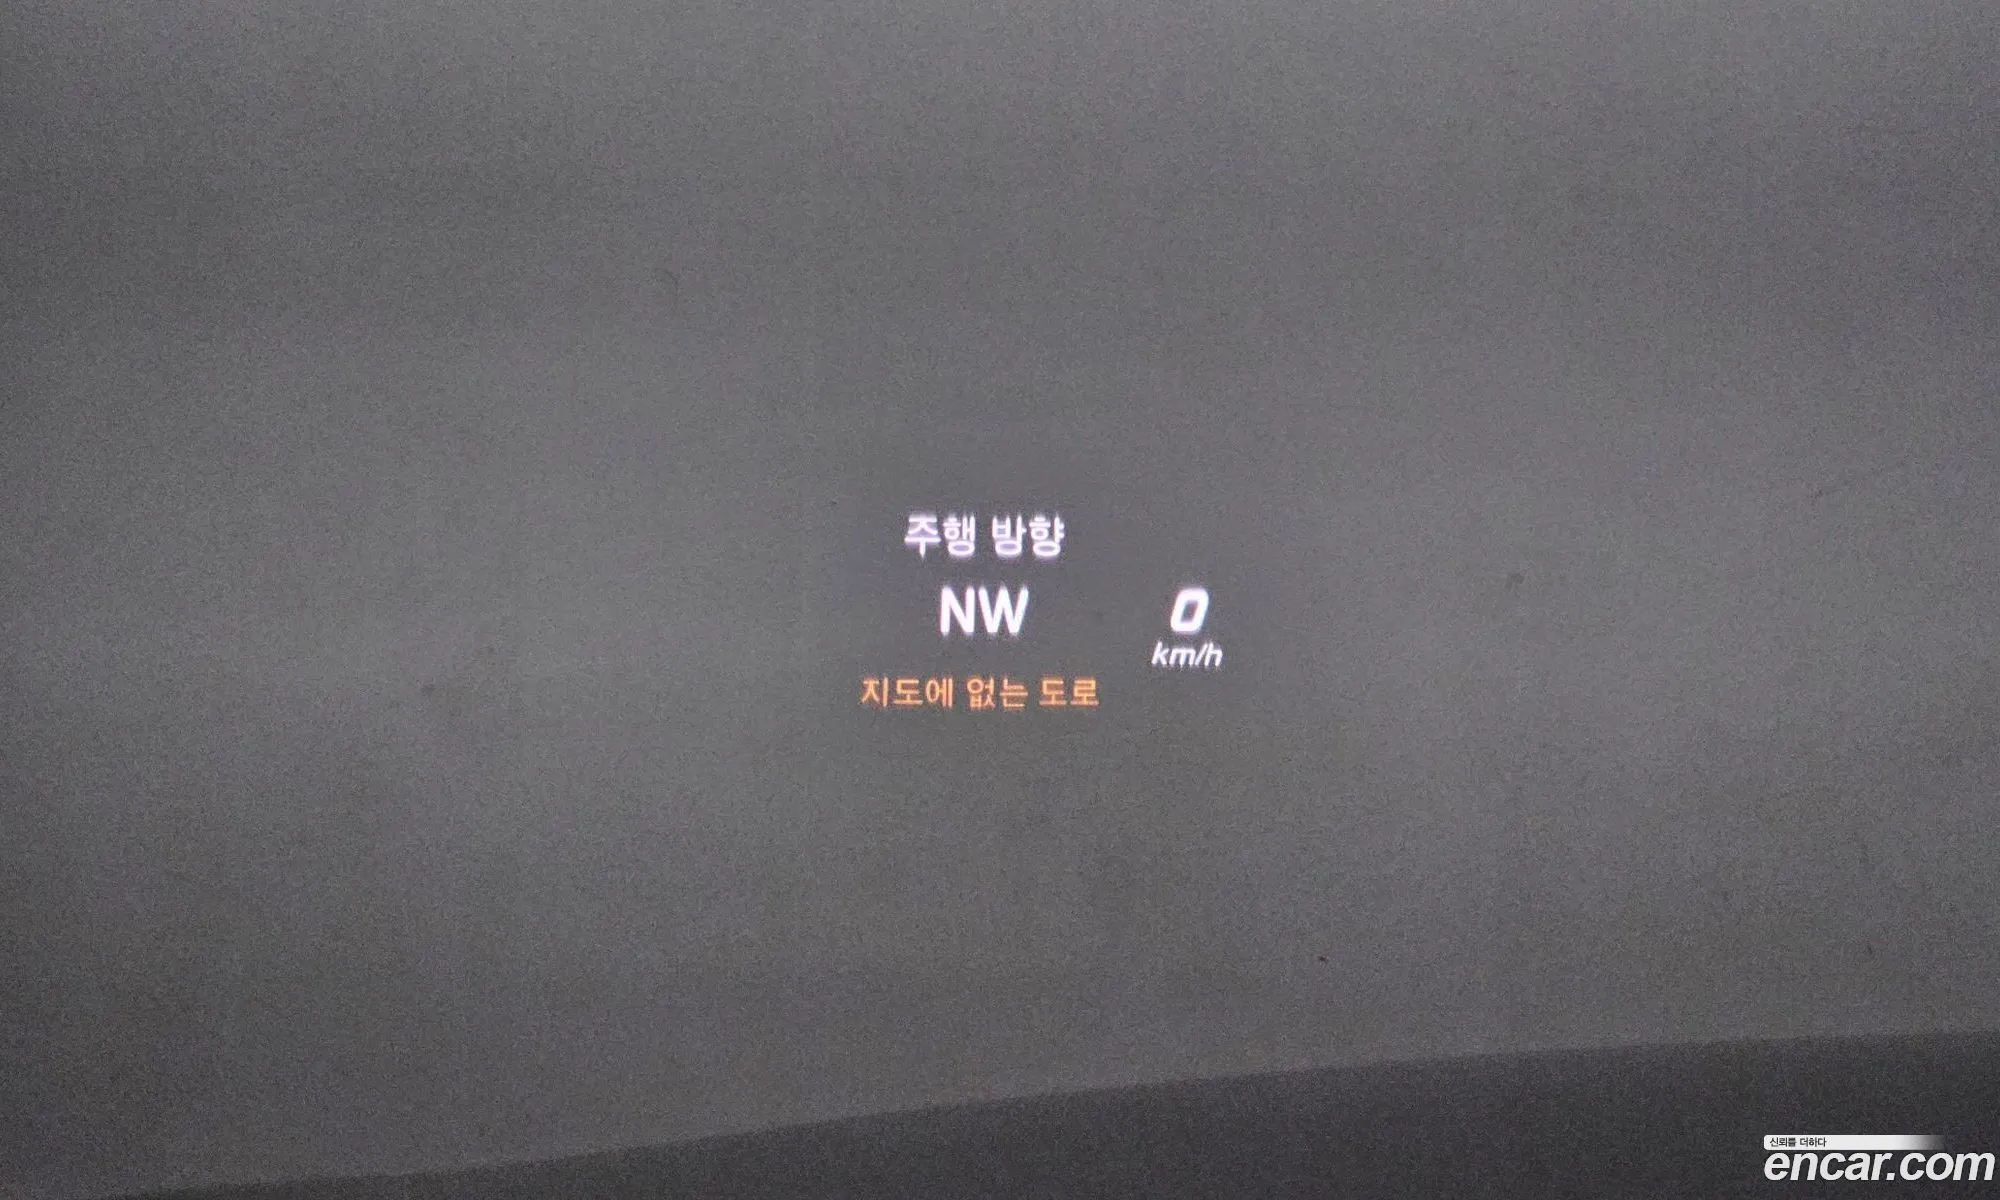 주행 방향
NW
0
km/h
지도에 없는 도로
신뢰를 더하다
encar.com